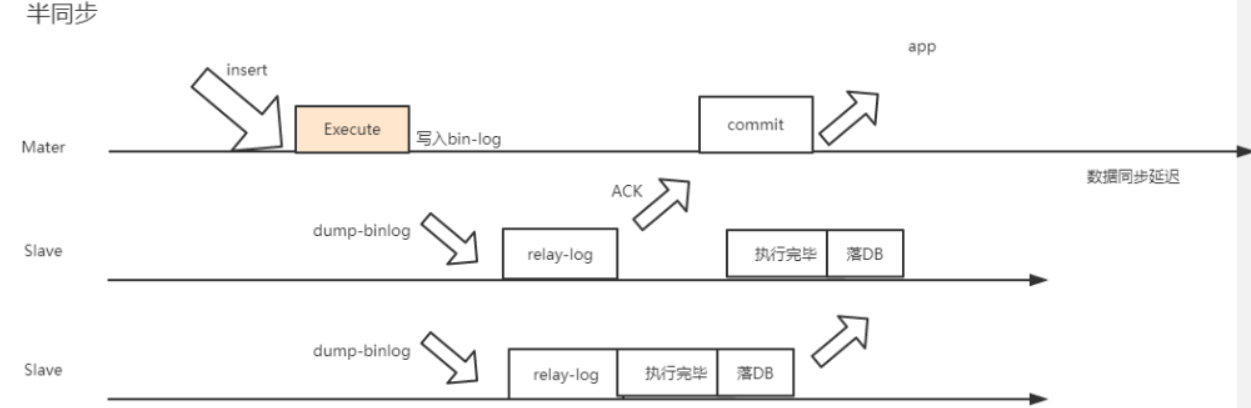 半同步
app
insert
Execute
commit
写入bin-log
Mater
数据同步延迟
ACK
dump-binlog
relay-log
执行完毕
落DB
Slave
dump-binlog
relay-log
执行完毕
落DB
Slave